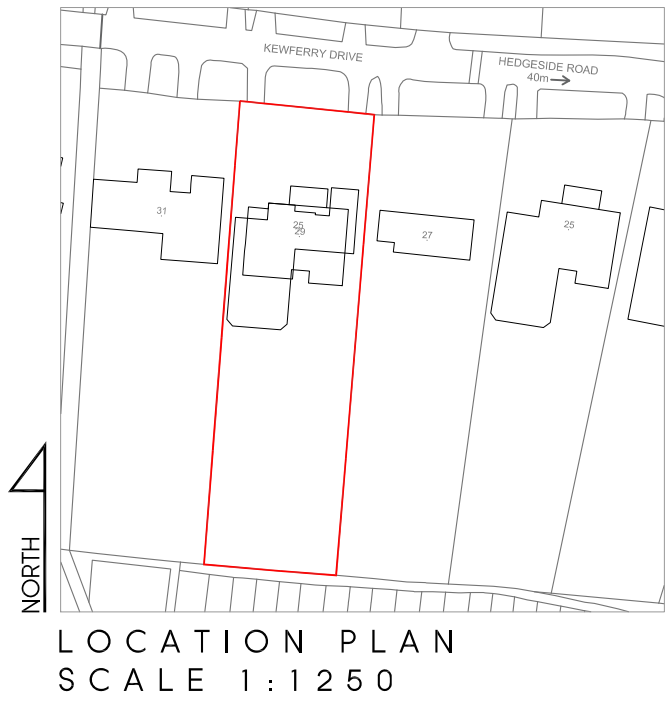 KEWFERRY DRIVE
HEDGESIDE ROAD
40m
31
25
29
27
25
NORTH
LOCATION PLAN
SCALE 1:1250